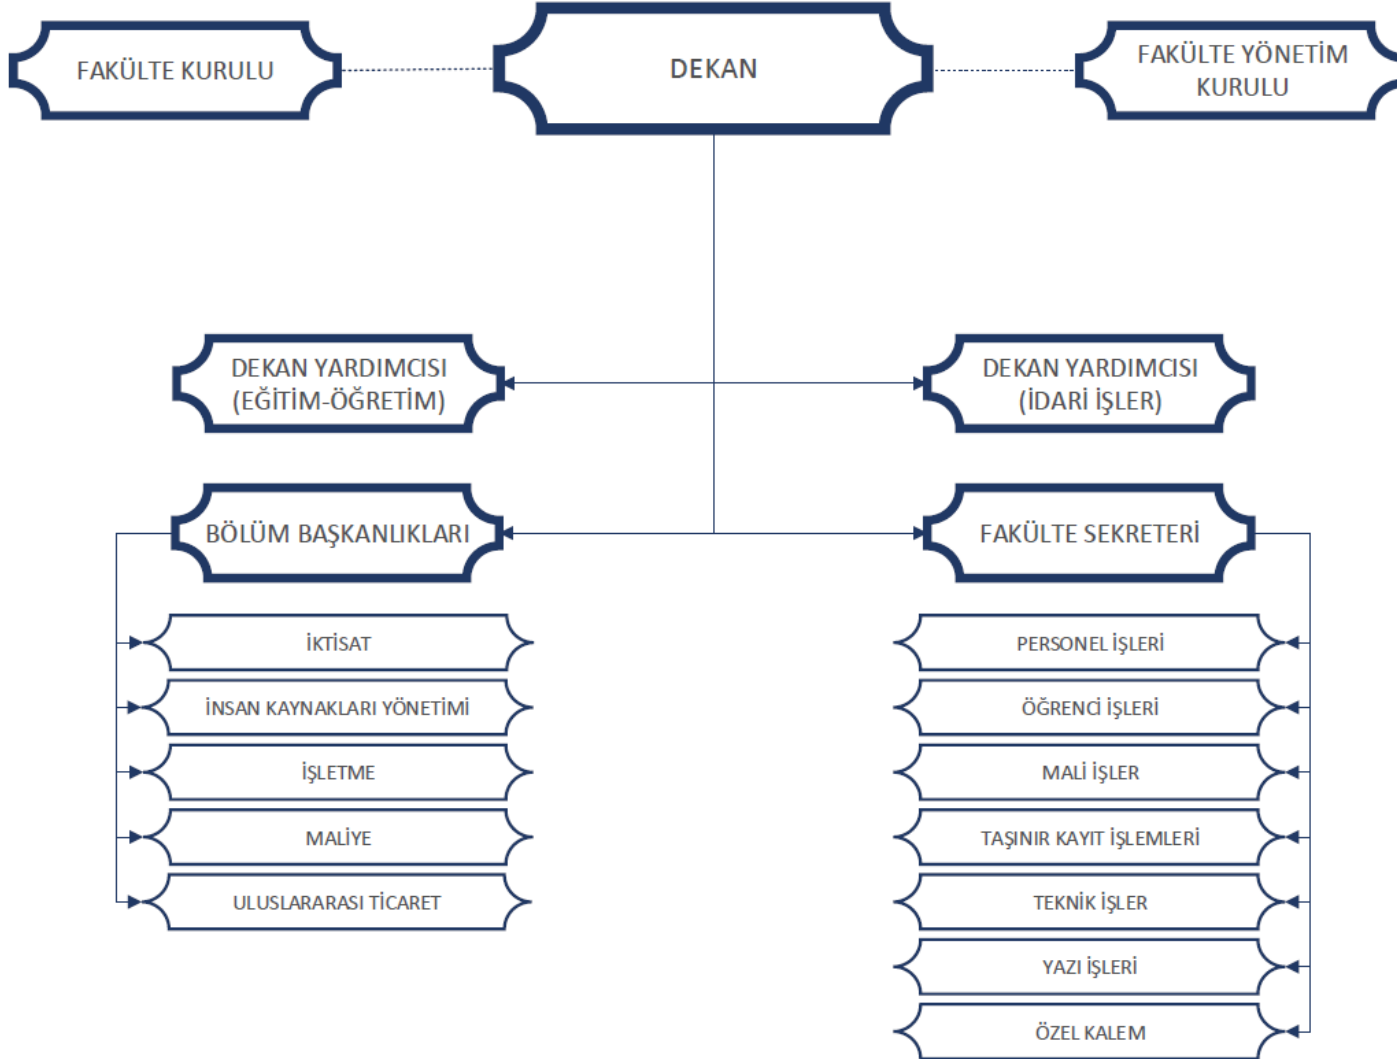 FAKÜLTE KURULU
DEKAN
FAKÜLTE YÖNETİM
KURULU
DEKAN YARDIMCISI
(EĞİTİM-ÖĞRETİM)
DEKAN YARDIMCISI
(İDARİ İŞLER)
BÖLÜM BAŞKANLIKLARI
FAKÜLTE SEKRETERİ
İKTİSAT
İNSAN KAYNAKLARI YÖNETİMİ
İŞLETME
MALİYE
ULUSLARARASI TİCARET
PERSONEL İŞLERİ
ÖĞRENCİ İŞLERİ
MALİ İŞLER
TAŞINIR KAYIT İŞLEMLERİ
TEKNİK İŞLER
YAZI İŞLERİ
ÖZEL KALEM